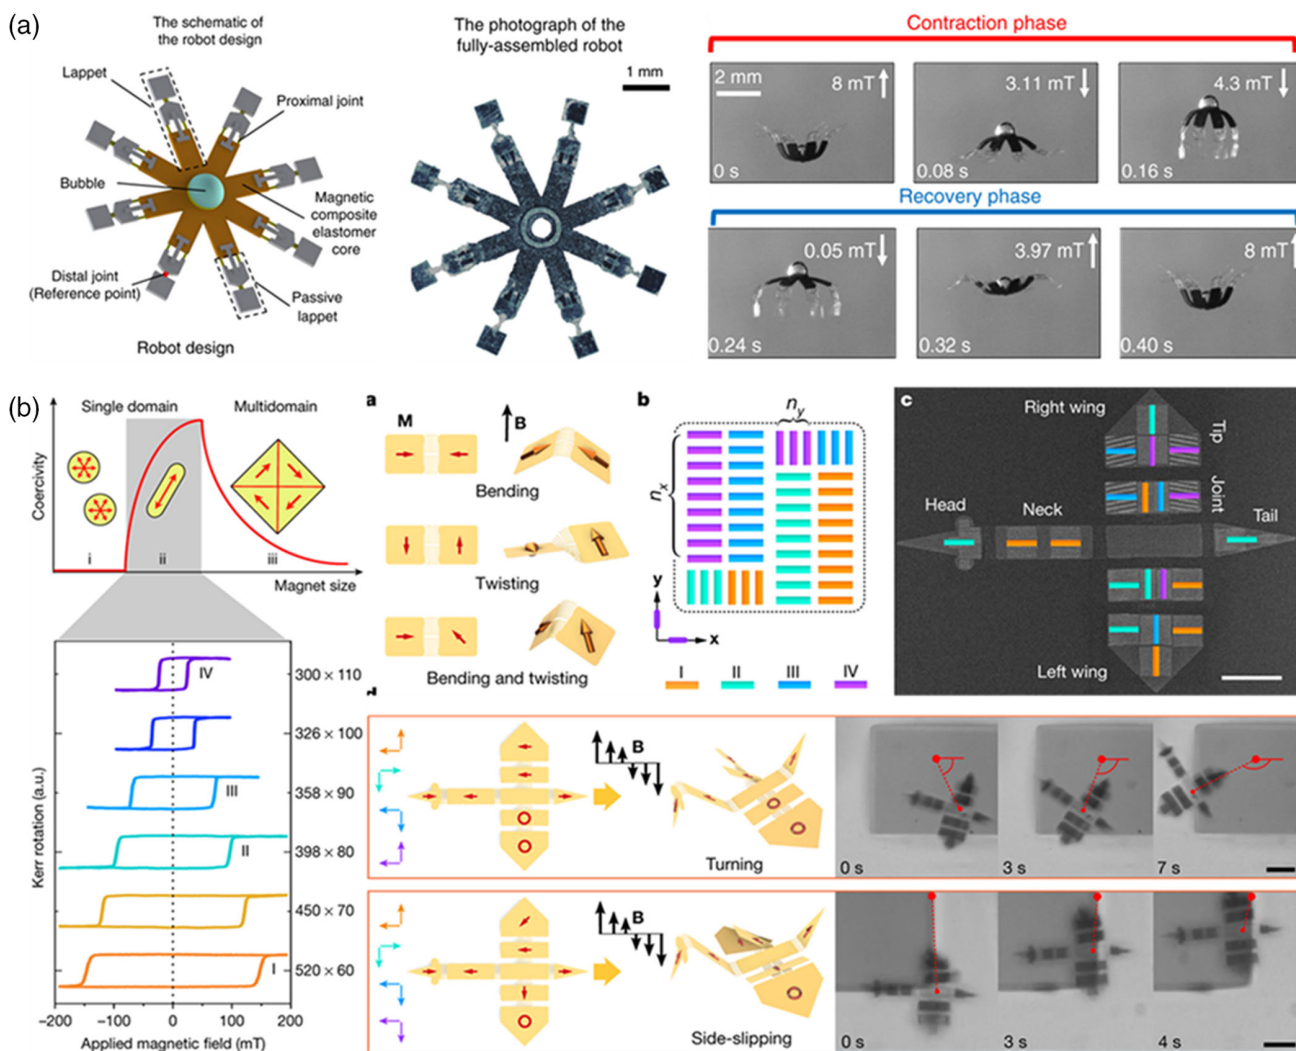 (a)
The schematic of
the robot design
Lappet
Proximal joint
Bubble
Magnetic
composite
elastomer
core
Distal joint
(Reference point)
Passive
lappet
Robot design
The photograph of the
fully-assembled robot
1 mm
Contraction phase
2 mm
8 mT
0 s
3.11 mT
0.08 s
4.3 mT
0.16 s
Recovery phase
0.05 mT
0.24 s
3.97 mT
0.32 s
8 mT
0.40 s
(b)
Single domain
Multidomain
Coercivity
i
ii
iii
Magnet size
IV
300 × 110
326 × 100
III
358 × 90
II
398 × 80
450 × 70
I
520 × 60
Kerr rotation (a.u.)
−200
−100
0
100
200
Applied magnetic field (mT)
a
M
B
Bending
Twisting
Bending and twisting
b
ny
nx
y
x
I
II
III
IV
c
Right wing
Tip
Joint
Head
Neck
Tail
Left wing
d
B
Turning
0 s
3 s
7 s
B
Side-slipping
0 s
3 s
4 s